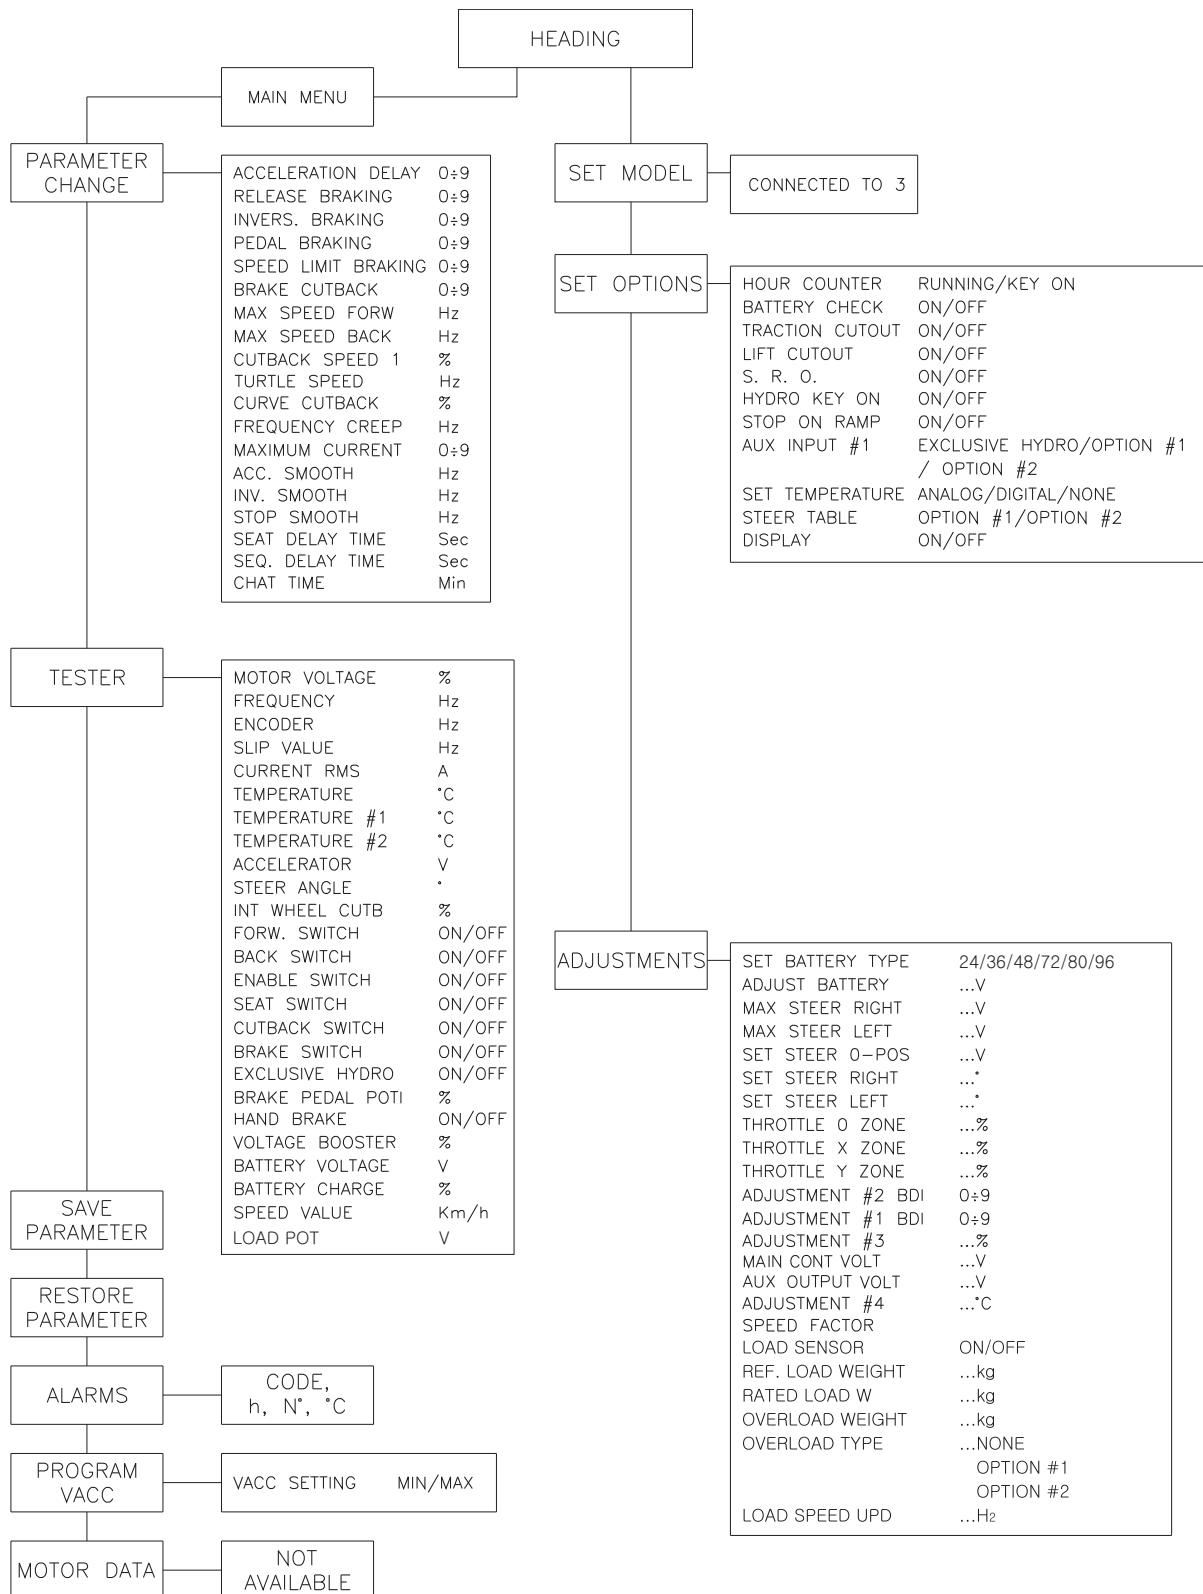 HEADING
MAIN MENU
PARAMETER
CHANGE
ACCELERATION DELAY 0÷9
RELEASE BRAKING 0÷9
INVERS. BRAKING 0÷9
PEDAL BRAKING 0÷9
SPEED LIMIT BRAKING 0÷9
BRAKE CUTBACK 0÷9
MAX SPEED FORW Hz
MAX SPEED BACK Hz
CUTBACK SPEED 1 %
TURTLE SPEED Hz
CURVE CUTBACK %
FREQUENCY CREEP Hz
MAXIMUM CURRENT 0÷9
ACC. SMOOTH Hz
INV. SMOOTH Hz
STOP SMOOTH Hz
SEAT DELAY TIME Sec
SEQ. DELAY TIME Sec
CHAT TIME Min
TESTER
MOTOR VOLTAGE %
FREQUENCY Hz
ENCODER Hz
SLIP VALUE Hz
CURRENT RMS A
TEMPERATURE °C
TEMPERATURE #1 °C
TEMPERATURE #2 °C
ACCELERATOR V
STEER ANGLE °
INT WHEEL CUTB %
FORW. SWITCH ON/OFF
BACK SWITCH ON/OFF
ENABLE SWITCH ON/OFF
SEAT SWITCH ON/OFF
CUTBACK SWITCH ON/OFF
BRAKE SWITCH ON/OFF
EXCLUSIVE HYDRO ON/OFF
BRAKE PEDAL POTI %
HAND BRAKE ON/OFF
VOLTAGE BOOSTER %
BATTERY VOLTAGE V
BATTERY CHARGE %
SPEED VALUE Km/h
LOAD POT V
SAVE
PARAMETER
RESTORE
PARAMETER
ALARMS
CODE,
h, N°, °C
PROGRAM
VACC
VACC SETTING MIN/MAX
MOTOR DATA
NOT
AVAILABLE
SET MODEL
CONNECTED TO 3
SET OPTIONS
HOUR COUNTER RUNNING/KEY ON
BATTERY CHECK ON/OFF
TRACTION CUTOUT ON/OFF
LIFT CUTOUT ON/OFF
S. R. O. ON/OFF
HYDRO KEY ON ON/OFF
STOP ON RAMP ON/OFF
AUX INPUT #1 EXCLUSIVE HYDRO/OPTION #1
/ OPTION #2
SET TEMPERATURE ANALOG/DIGITAL/NONE
STEER TABLE OPTION #1/OPTION #2
DISPLAY ON/OFF
ADJUSTMENTS
SET BATTERY TYPE 24/36/48/72/80/96
ADJUST BATTERY ...V
MAX STEER RIGHT ...V
MAX STEER LEFT ...V
SET STEER 0-POS ...V
SET STEER RIGHT ...°
SET STEER LEFT ...°
THROTTLE 0 ZONE ...%
THROTTLE X ZONE ...%
THROTTLE Y ZONE ...%
ADJUSTMENT #2 BDI 0÷9
ADJUSTMENT #1 BDI 0÷9
ADJUSTMENT #3 ...%
MAIN CONT VOLT ...V
AUX OUTPUT VOLT ...V
ADJUSTMENT #4 ...°C
SPEED FACTOR
LOAD SENSOR ON/OFF
REF. LOAD WEIGHT ...kg
RATED LOAD W ...kg
OVERLOAD WEIGHT ...kg
OVERLOAD TYPE ...NONE
OPTION #1
OPTION #2
LOAD SPEED UPD ...H2